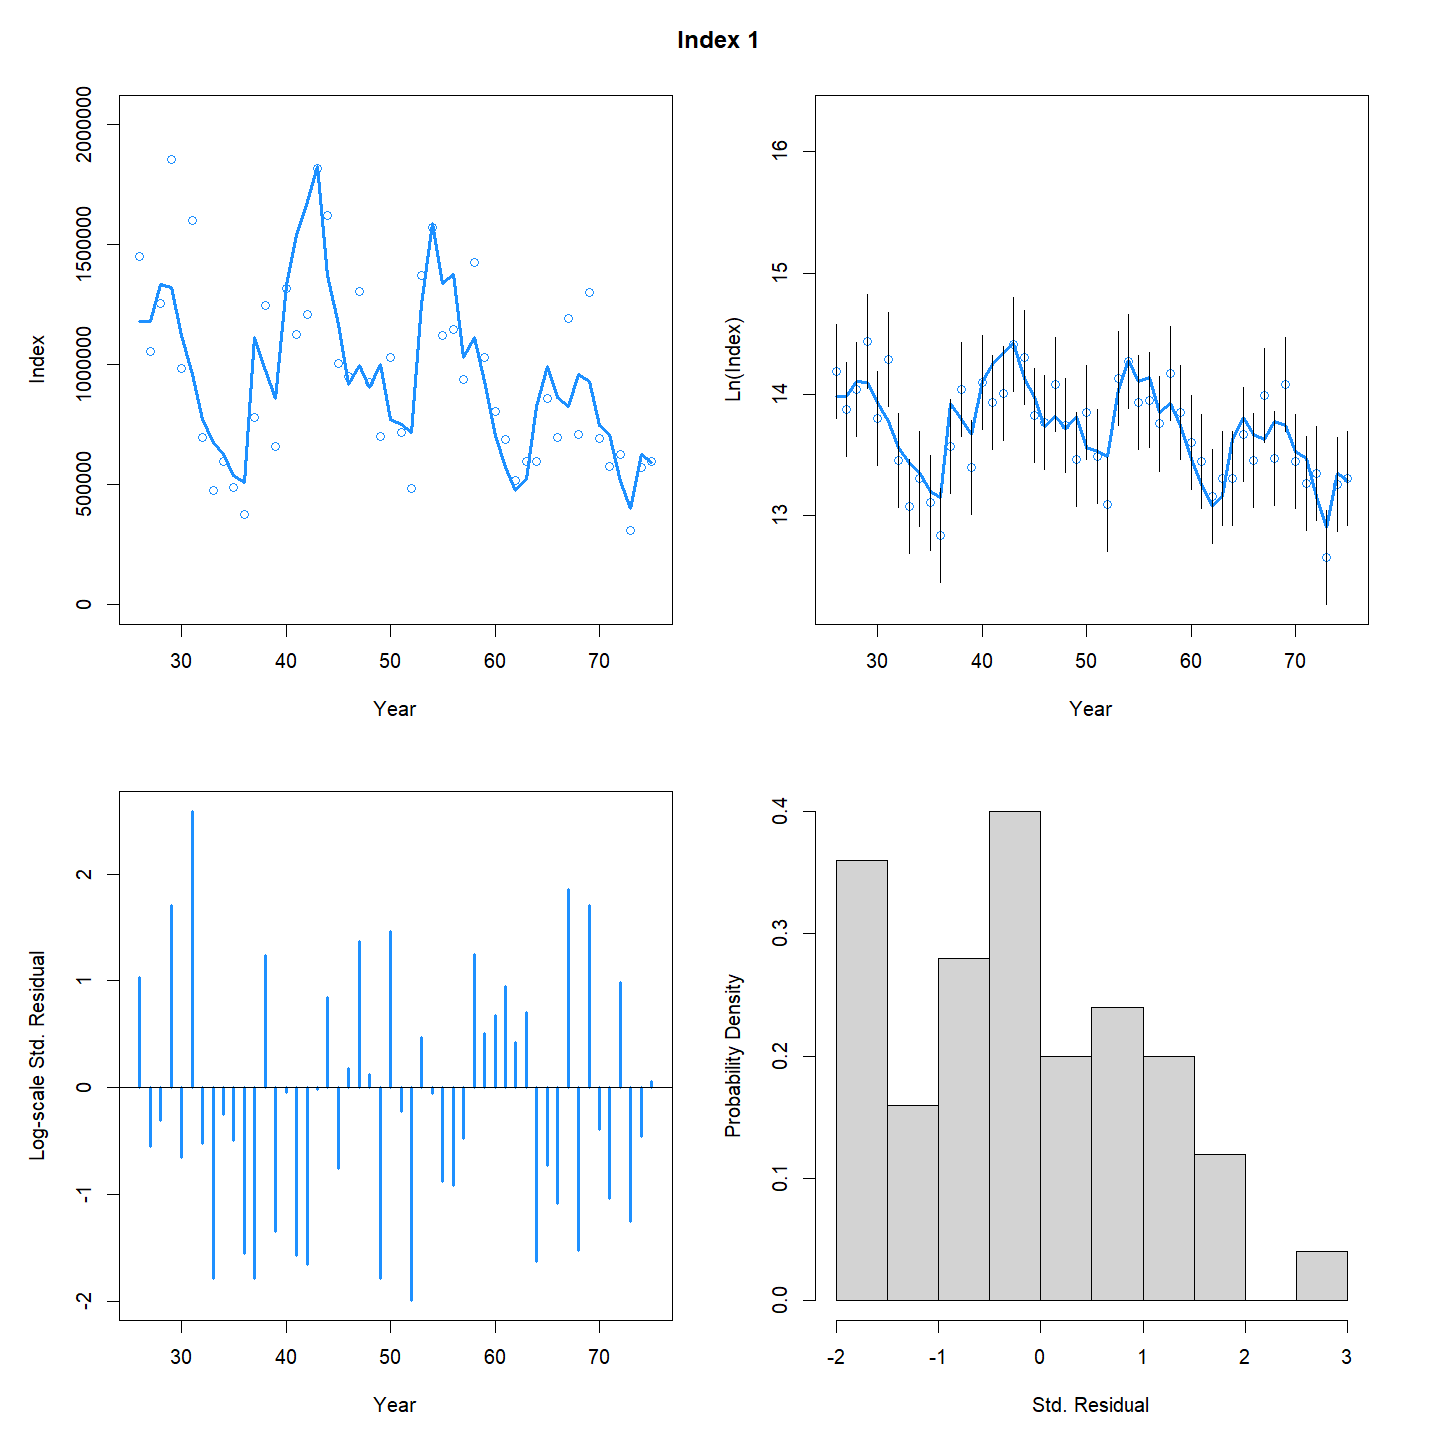 Index 1
Index
2000000
1500000
1000000
500000
0
30 40 50 60 70
Year
Ln(Index)
16
15
14
13
30 40 50 60 70
Year
Log-scale Std. Residual
2
1
0
-1
-2
30 40 50 60 70
Year
Probability Density
0.4
0.3
0.2
0.1
0.0
-2 -1 0 1 2 3
Std. Residual